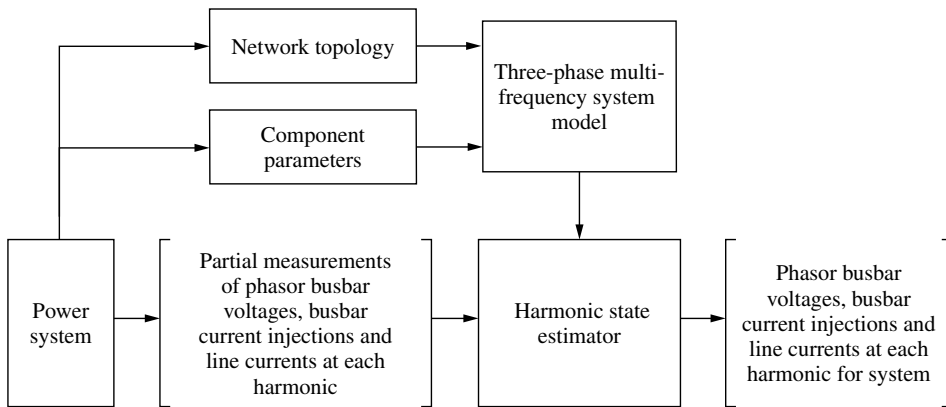 Network topology
Three-phase multi-
frequency system
model
Component
parameters
Power
system
Partial measurements
of phasor busbar
voltages, busbar
current injections and
line currents at each
harmonic
Harmonic state
estimator
Phasor busbar
voltages, busbar
current injections and
line currents at each
harmonic for system